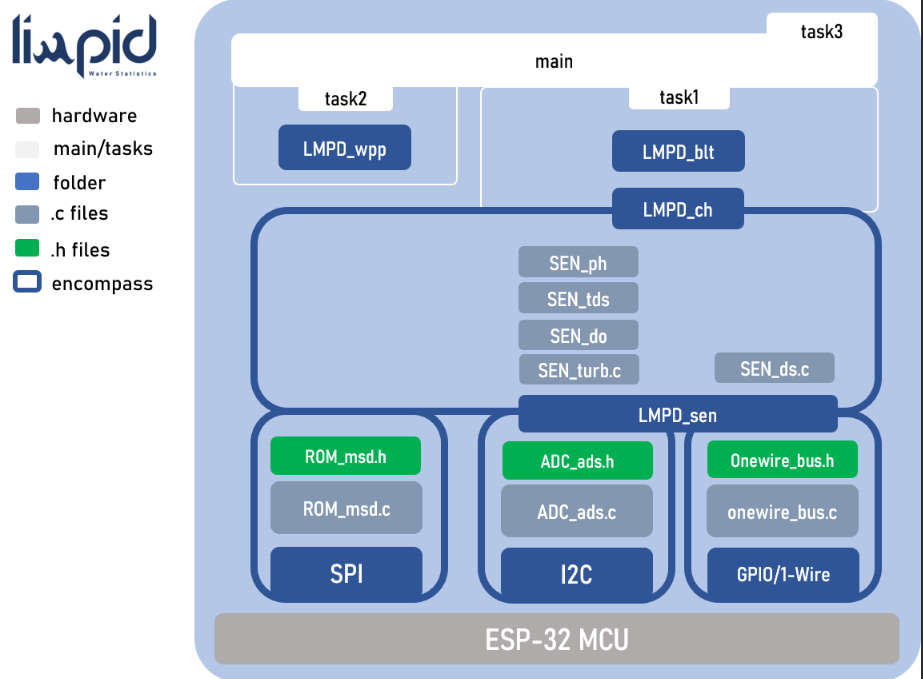 limpid
Water Statistics
hardware
main/tasks
folder
.c files
.h files
encompass
task3
main
task2
task1
LMPD_wpp
LMPD_blt
LMPD_ch
SEN_ph
SEN_tds
SEN_do
SEN_turb.c
SEN_ds.c
LMPD_sen
ROM_msd.h
ADC_ads.h
Onewire_bus.h
ROM_msd.c
ADC_ads.c
onewire_bus.c
SPI
I2C
GPIO/1-Wire
ESP-32 MCU